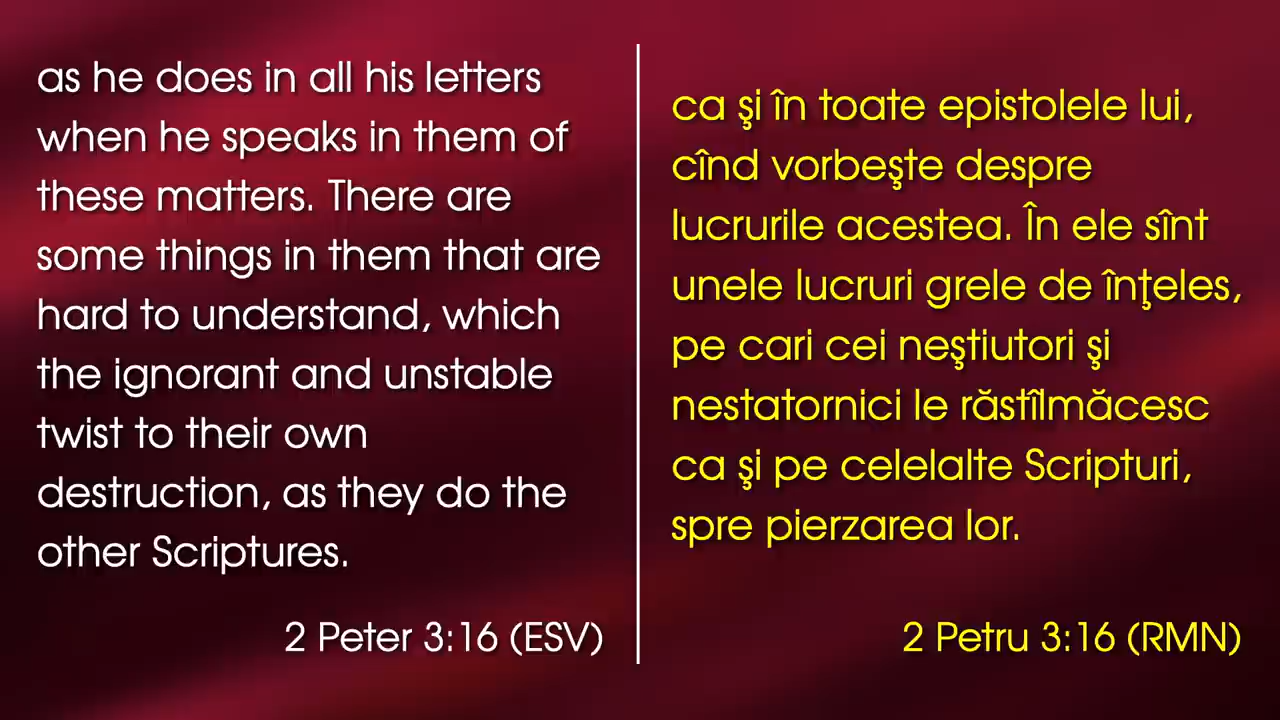 as he does in all his letters
when he speaks in them of
these matters. There are
some things in them that are
hard to understand, which
the ignorant and unstable
twist to their own
destruction, as they do the
other Scriptures.
2 Peter 3:16 (ESV)
ca şi în toate epistolele lui,
cînd vorbeşte despre
lucrurile acestea. În ele sînt
unele lucruri grele de înţeles,
pe cari cei neştiutori şi
nestatornici le răstîlmăcesc
ca şi pe celelalte Scripturi,
spre pierzarea lor.
2 Petru 3:16 (RMN)